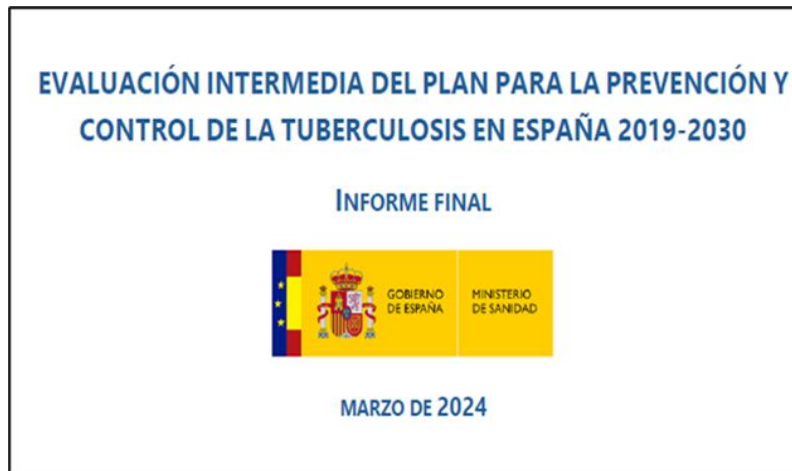 EVALUACIÓN INTERMEDIA DEL PLAN PARA LA PREVENCIÓN Y
CONTROL DE LA TUBERCULOSIS EN ESPAÑA 2019-2030
INFORME FINAL
GOBIERNO
DE ESPAÑA
MINISTERIO
DE SANIDAD
MARZO DE 2024